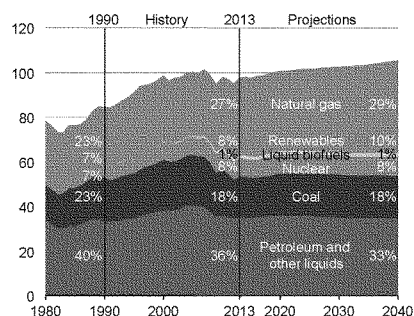 1990 History 2013 Projections
120
100
80
60
40
20
0
27% Natural gas 29%
23% 8% Renewables 10%
1% Liquid biofuels 1%
7% 8% Nuclear 9%
7%
23% 18% Coal 18%
40% 36% Petroleum and other liquids 33%
1980 1990 2000 2013 2020 2030 2040